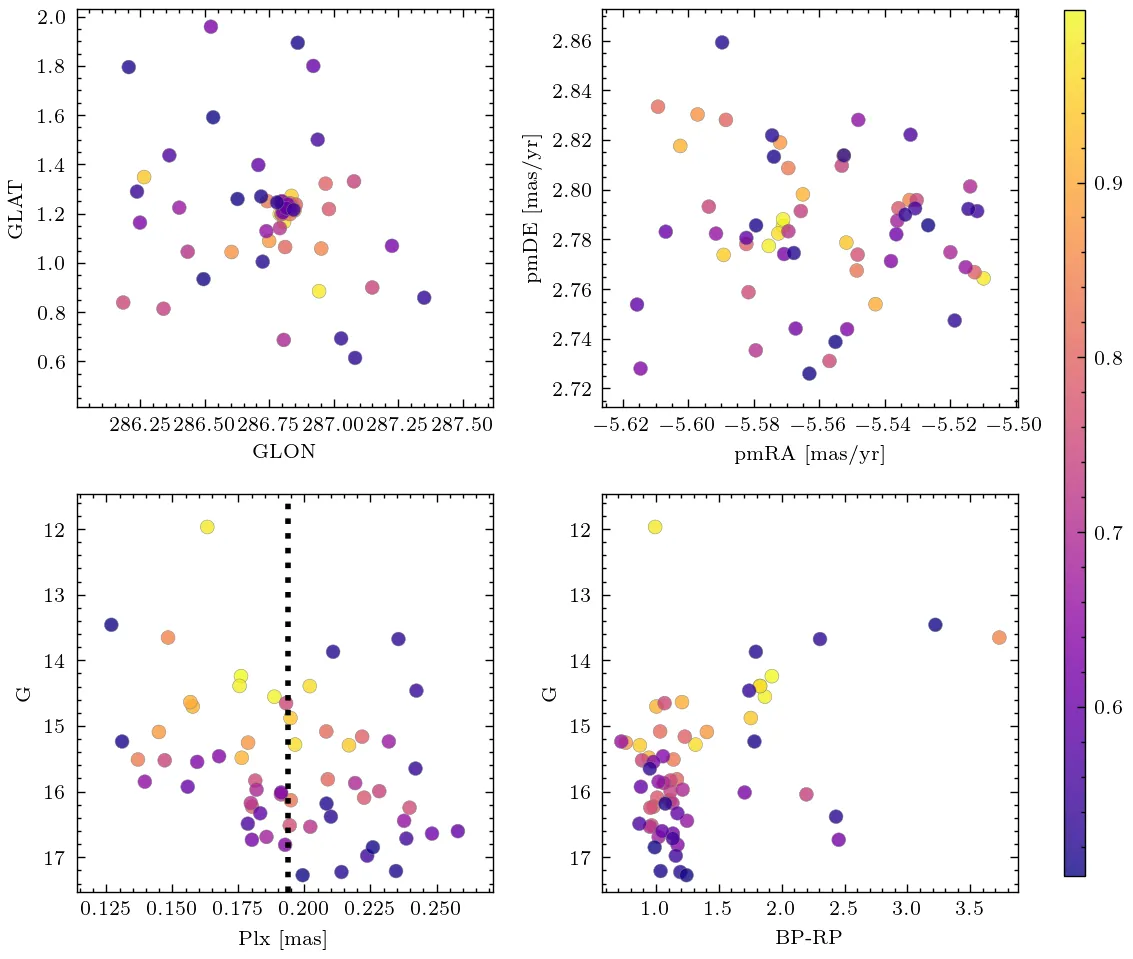 2.0
1.8
1.6
1.4
1.2
1.0
0.8
0.6
GLAT
286.25 286.50 286.75 287.00 287.25 287.50
GLON
2.86
2.84
2.82
2.80
2.78
2.76
2.74
2.72
pmDE [mas/yr]
−5.62 −5.60 −5.58 −5.56 −5.54 −5.52 −5.50
pmRA [mas/yr]
12
13
14
15
16
17
G
0.125 0.150 0.175 0.200 0.225 0.250
Plx [mas]
12
13
14
15
16
17
G
1.0 1.5 2.0 2.5 3.0 3.5
BP-RP
0.9
0.8
0.7
0.6